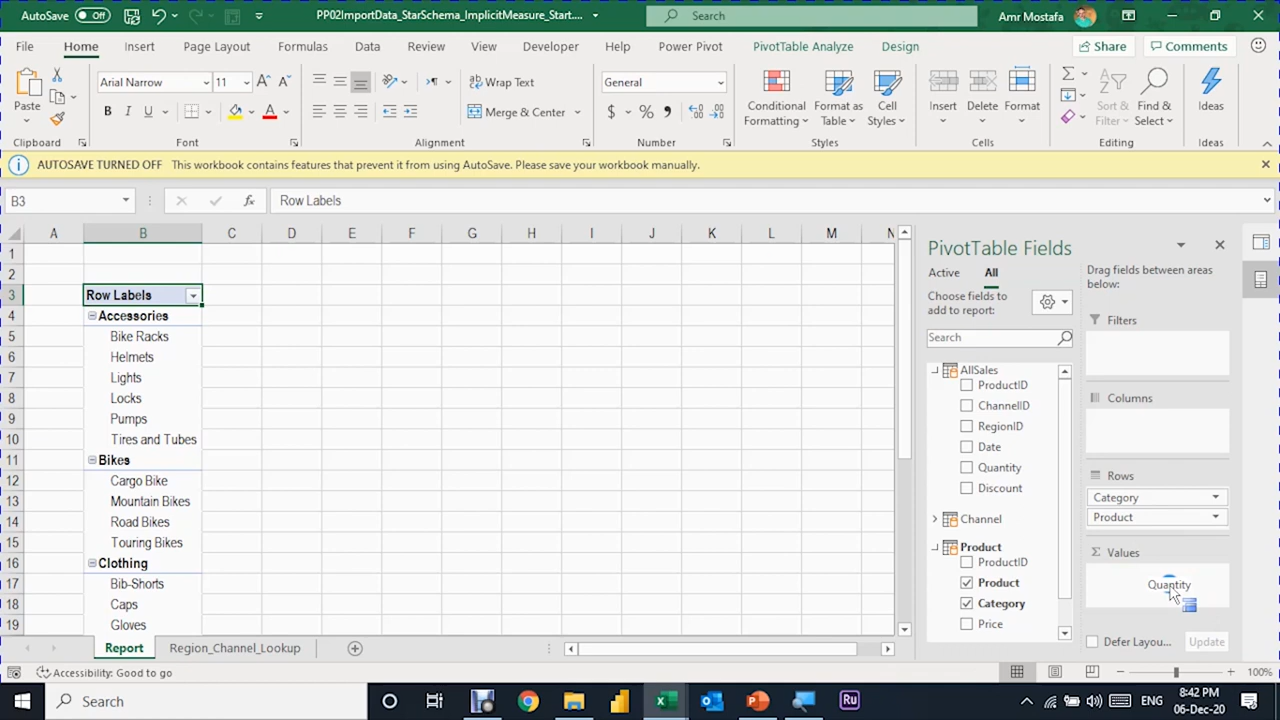 AutoSave Off PP02ImportData_StarSchema_ImplicitMeasure_Start.... Search Amr Mostafa
File Home Insert Page Layout Formulas Data Review View Developer Help Power Pivot PivotTable Analyze Design Share Comments
Paste Arial Narrow 11 Wrap Text General Conditional Formatting Format as Table Cell Styles Insert Delete Format Sort & Filter Find & Select Ideas
B I U A Merge & Center $ %
Clipboard Font Alignment Number Styles Cells Editing Ideas
AUTOSAVE TURNED OFF This workbook contains features that prevent it from using AutoSave. Please save your workbook manually.
B3 fx Row Labels
A B C D E F G H I J K L M N
1
2
3 Row Labels
4 Accessories
5 Bike Racks
6 Helmets
7 Lights
8 Locks
9 Pumps
10 Tires and Tubes
11 Bikes
12 Cargo Bike
13 Mountain Bikes
14 Road Bikes
15 Touring Bikes
16 Clothing
17 Bib-Shorts
18 Caps
19 Gloves
PivotTable Fields
Active All
Choose fields to
add to report:
Search
AllSales
ProductID
ChannelID
RegionID
Date
Quantity
Discount
Channel
Product
ProductID
Product
Category
Price
Drag fields between areas
below:
Filters
Columns
Rows
Category
Product
Σ Values
Quantity
Defer Layou... Update
Report Region_Channel_Lookup
Accessibility: Good to go 100%
Search Ru ENG 8:42 PM
06-Dec-20